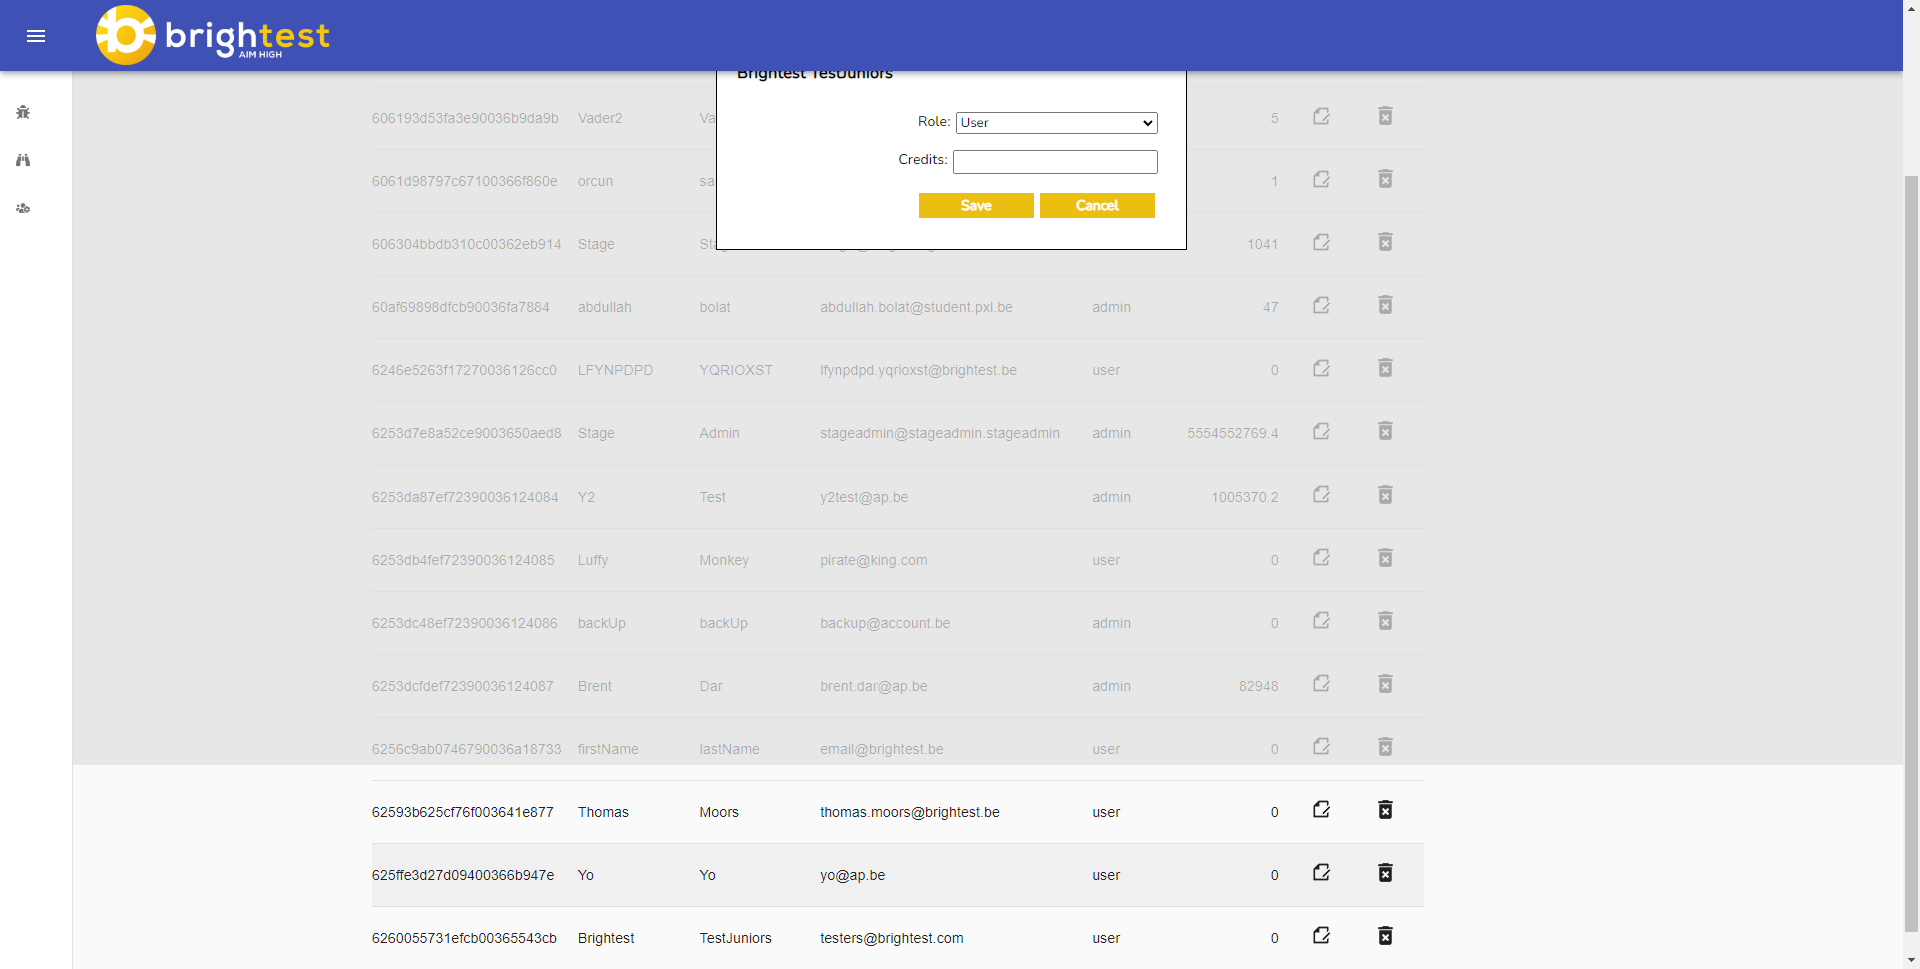 brightest
AIM HIGH
Brightest TestJuniors
Role: User
Credits:
Save Cancel
606193d53fa3e90036b9da9b Vader2 Va 5
6061d98797c67100366f860e orcun sa 1
606304bbdb310c00362eb914 Stage 1041
60af69898dfcb90036fa7884 abdullah bolat abdullah.bolat@student.pxl.be admin 47
6246e5263f17270036126cc0 LFYNPDPD YQRIOXST lfynpdpd.yqrioxst@brightest.be user 0
6253d7e8a52ce9003650aed8 Stage Admin stageadmin@stageadmin.stageadmin admin 5554552769.4
6253da87ef72390036124084 Y2 Test y2test@ap.be admin 1005370.2
6253db4fef72390036124085 Luffy Monkey pirate@king.com user 0
6253dc48ef72390036124086 backUp backUp backup@account.be admin 0
6253dcfdef72390036124087 Brent Dar brent.dar@ap.be admin 82948
6256c9ab0746790036a18733 firstName lastName email@brightest.be user 0
62593b625cf76f003641e877 Thomas Moors thomas.moors@brightest.be user 0
625ffe3d27d09400366b947e Yo Yo yo@ap.be user 0
6260055731efcb00365543cb Brightest TestJuniors testers@brightest.com user 0